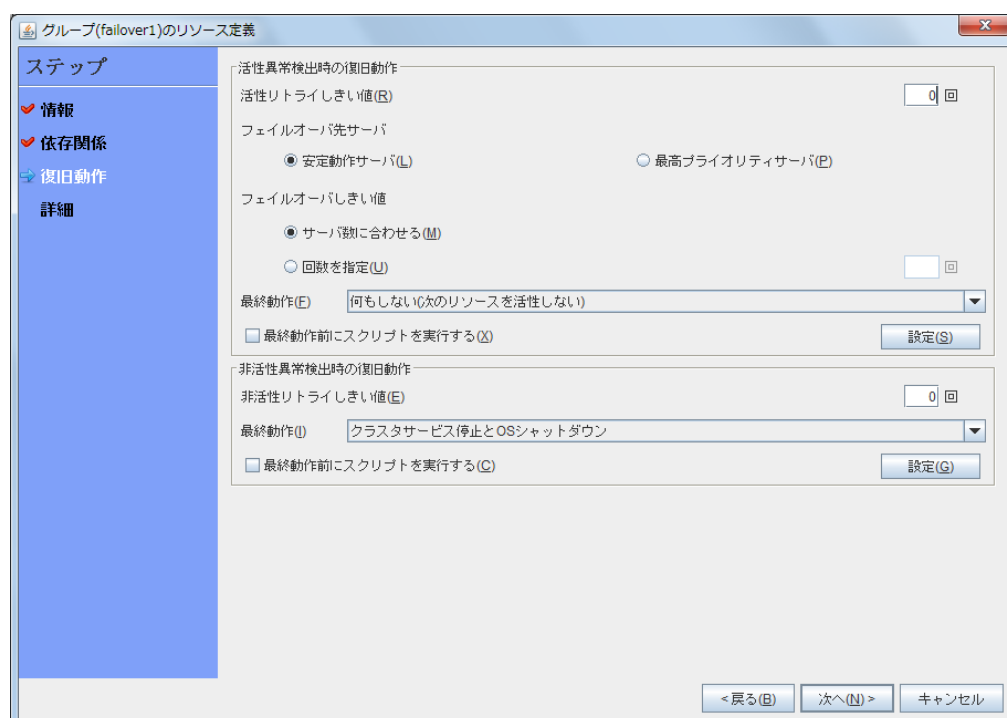 グループ(failover1)のリソース定義
ステップ
情報
依存関係
復旧動作
詳細
活性異常検出時の復旧動作
活性リトライしきい値(R) 0 回
フェイルオーバ先サーバ
安定動作サーバ(L) 最高プライオリティサーバ(P)
フェイルオーバしきい値
サーバ数に合わせる(M)
回数を指定(U) 回
最終動作(F) 何もしない(次のリソースを活性しない)
最終動作前にスクリプトを実行する(X) 設定(S)
非活性異常検出時の復旧動作
非活性リトライしきい値(E) 0 回
最終動作(I) クラスタサービス停止とOSシャットダウン
最終動作前にスクリプトを実行する(C) 設定(G)
<戻る(B) 次へ(N)> キャンセル